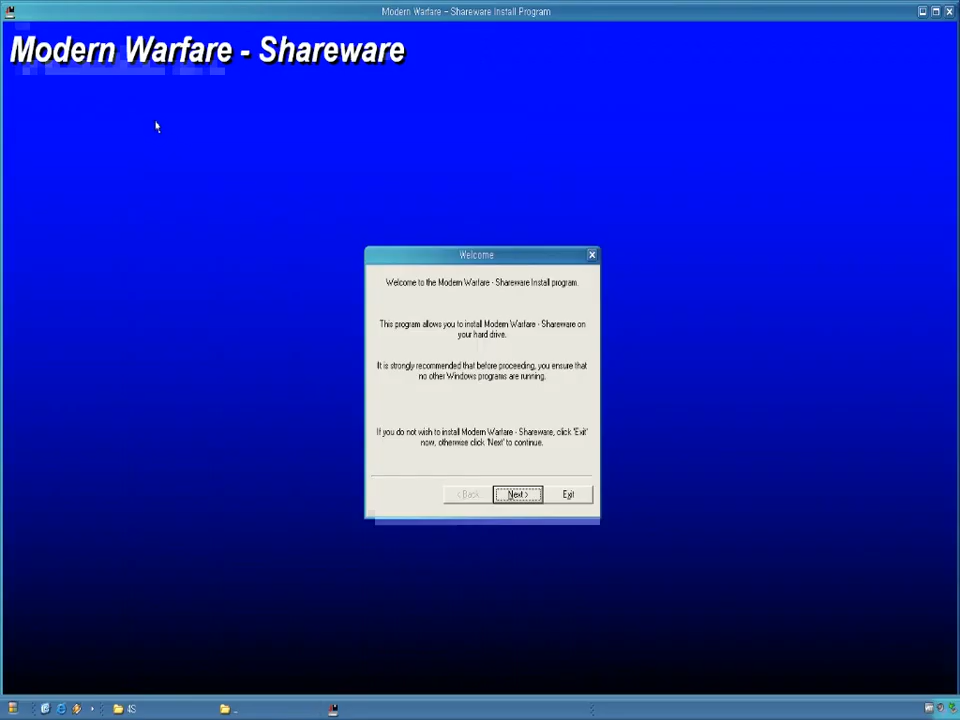 Modern Warfare - Shareware Install Program
Modern Warfare - Shareware
Welcome
Welcome to the Modern Warfare - Shareware Install program.
This program allows you to install Modern Warfare - Shareware on
your hard drive.
It is strongly recommended that before proceeding, you ensure that
no other Windows programs are running.
If you do not wish to install Modern Warfare - Shareware, click 'Exit'
now, otherwise click 'Next' to continue.
< Back
Next >
Exit
4S